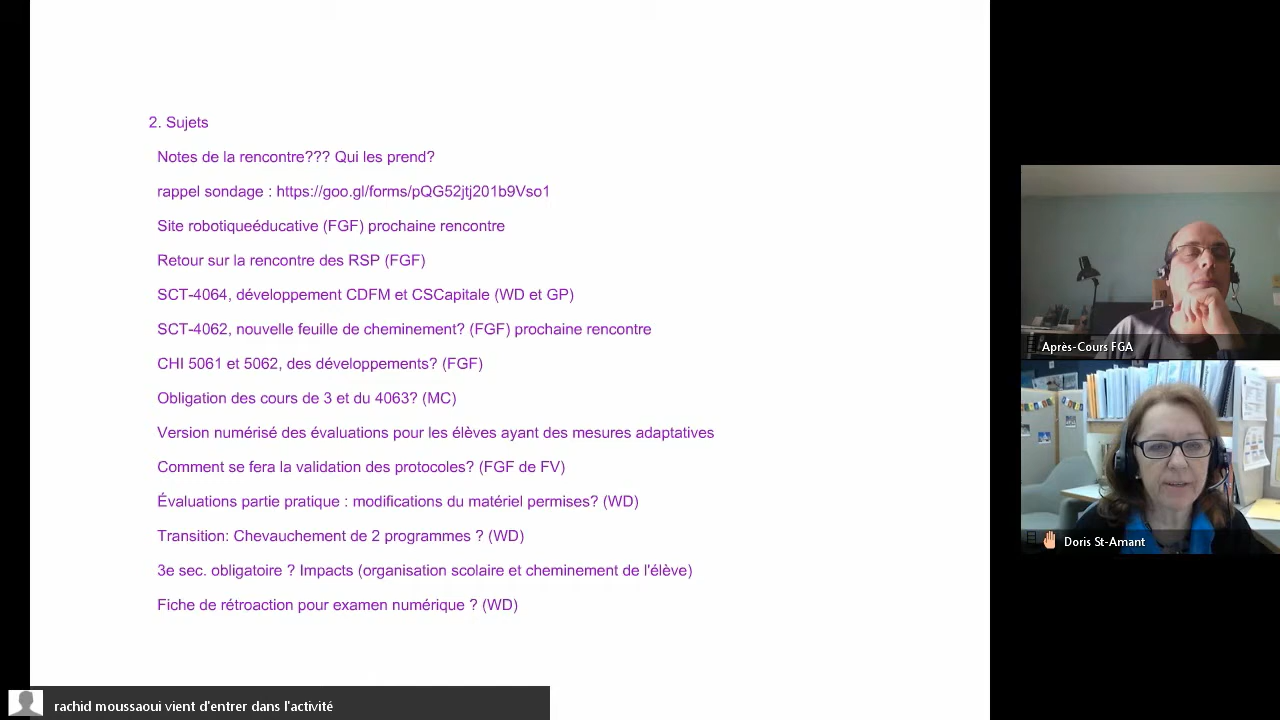 2. Sujets
Notes de la rencontre??? Qui les prend?
rappel sondage : https://goo.gl/forms/pQG52jtj201b9Vso1
Site robotiqueéducative (FGF) prochaine rencontre
Retour sur la rencontre des RSP (FGF)
SCT-4064, développement CDFM et CSCapitale (WD et GP)
SCT-4062, nouvelle feuille de cheminement? (FGF) prochaine rencontre
CHI 5061 et 5062, des développements? (FGF)
Obligation des cours de 3 et du 4063? (MC)
Version numérisé des évaluations pour les élèves ayant des mesures adaptatives
Comment se fera la validation des protocoles? (FGF de FV)
Évaluations partie pratique : modifications du matériel permises? (WD)
Transition: Chevauchement de 2 programmes ? (WD)
3e sec. obligatoire ? Impacts (organisation scolaire et cheminement de l'élève)
Fiche de rétroaction pour examen numérique ? (WD)
Après-Cours FGA
Doris St-Amant
rachid moussaoui vient d'entrer dans l'activité